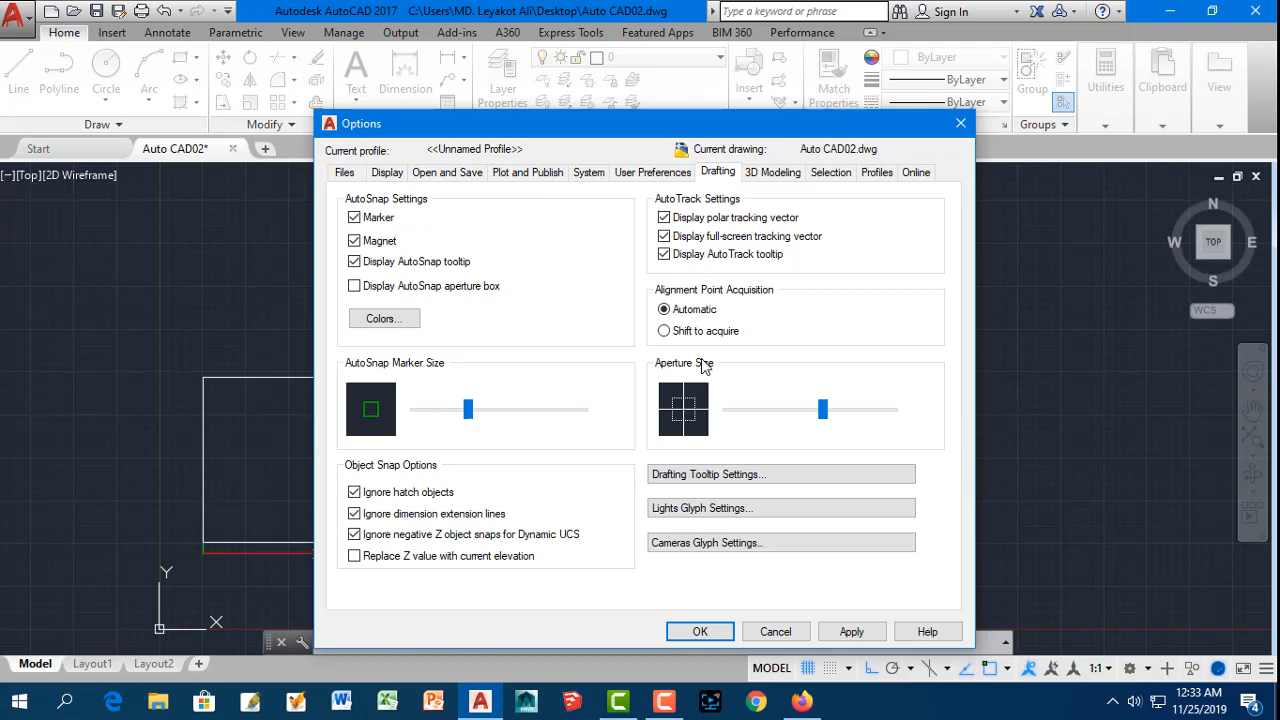 Autodesk AutoCAD 2017 C:\Users\MD. Leyakot Ali\Desktop\Auto CAD02.dwg
Type a keyword or phrase
Sign In
Home Insert Annotate Parametric View Manage Output Add-ins A360 Express Tools Featured Apps BIM 360 Performance
Line Polyline Circle Arc
Text Dimension
Layer Properties
0
Insert
Match Properties
ByLayer
ByLayer
ByLayer
Group
Utilities Clipboard View
Draw Modify Groups
Start Auto CAD02*
[−][Top][2D Wireframe]
Options
Current profile: <<Unnamed Profile>> Current drawing: Auto CAD02.dwg
Files Display Open and Save Plot and Publish System User Preferences Drafting 3D Modeling Selection Profiles Online
AutoSnap Settings
Marker
Magnet
Display AutoSnap tooltip
Display AutoSnap aperture box
Colors...
AutoSnap Marker Size
Object Snap Options
Ignore hatch objects
Ignore dimension extension lines
Ignore negative Z object snaps for Dynamic UCS
Replace Z value with current elevation
AutoTrack Settings
Display polar tracking vector
Display full-screen tracking vector
Display AutoTrack tooltip
Alignment Point Acquisition
Automatic
Shift to acquire
Aperture Size
Drafting Tooltip Settings...
Lights Glyph Settings...
Cameras Glyph Settings...
OK Cancel Apply Help
N
W TOP E
S
WCS
Y
X
Model Layout1 Layout2
MODEL 1:1
12:33 AM
11/25/2019
4